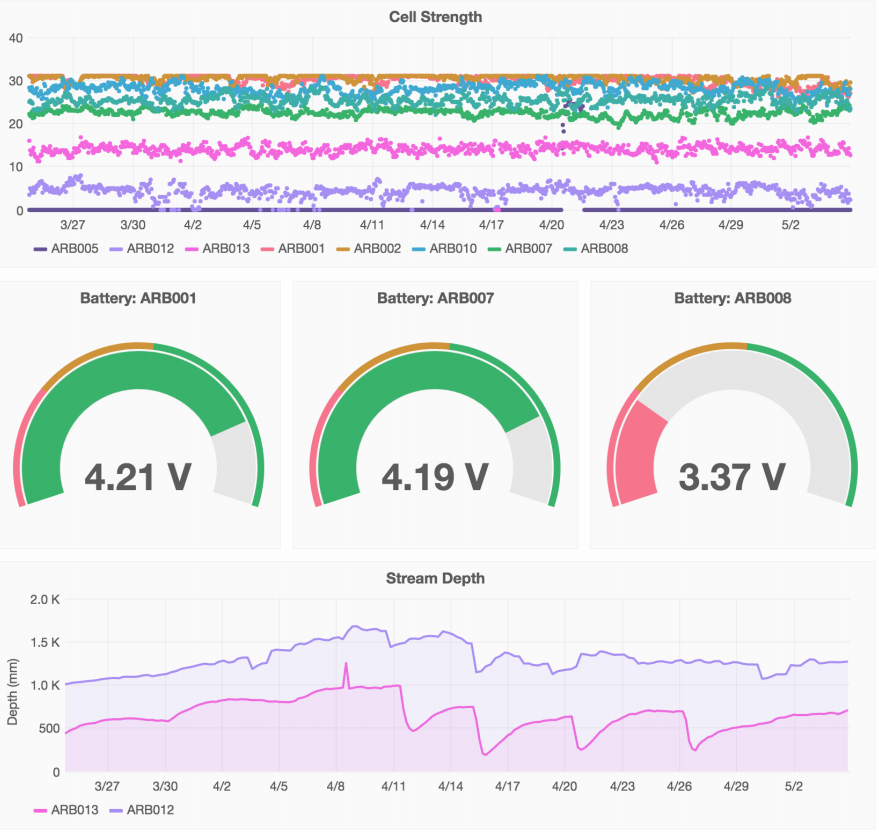 Cell Strength
40
30
20
10
0
3/27 3/30 4/2 4/5 4/8 4/11 4/14 4/17 4/20 4/23 4/26 4/29 5/2
ARB005 ARB012 ARB013 ARB001 ARB002 ARB010 ARB007 ARB008
Battery: ARB001 Battery: ARB007 Battery: ARB008
4.21 V 4.19 V 3.37 V
Stream Depth
Depth (mm)
2.0 K
1.5 K
1.0 K
500
0
3/27 3/30 4/2 4/5 4/8 4/11 4/14 4/17 4/20 4/23 4/26 4/29 5/2
ARB013 ARB012